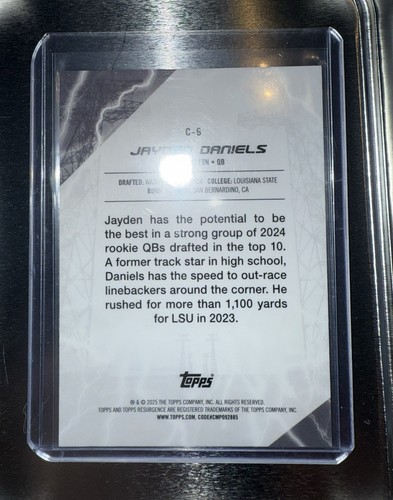 C-6
JAYDEN DANIELS
• QB
DRAFTED: COLLEGE: LOUISIANA STATE
BERNARDINO, CA
Jayden has the potential to be
the best in a strong group of 2024
rookie QBs drafted in the top 10.
A former track star in high school,
Daniels has the speed to out-race
linebackers around the corner. He
rushed for more than 1,100 yards
for LSU in 2023.
Topps
® & © 2025 THE TOPPS COMPANY, INC. ALL RIGHTS RESERVED.
TOPPS AND TOPPS RESURGENCE ARE REGISTERED TRADEMARKS OF THE TOPPS COMPANY, INC.
WWW.TOPPS.COM. CODE#CMP092885